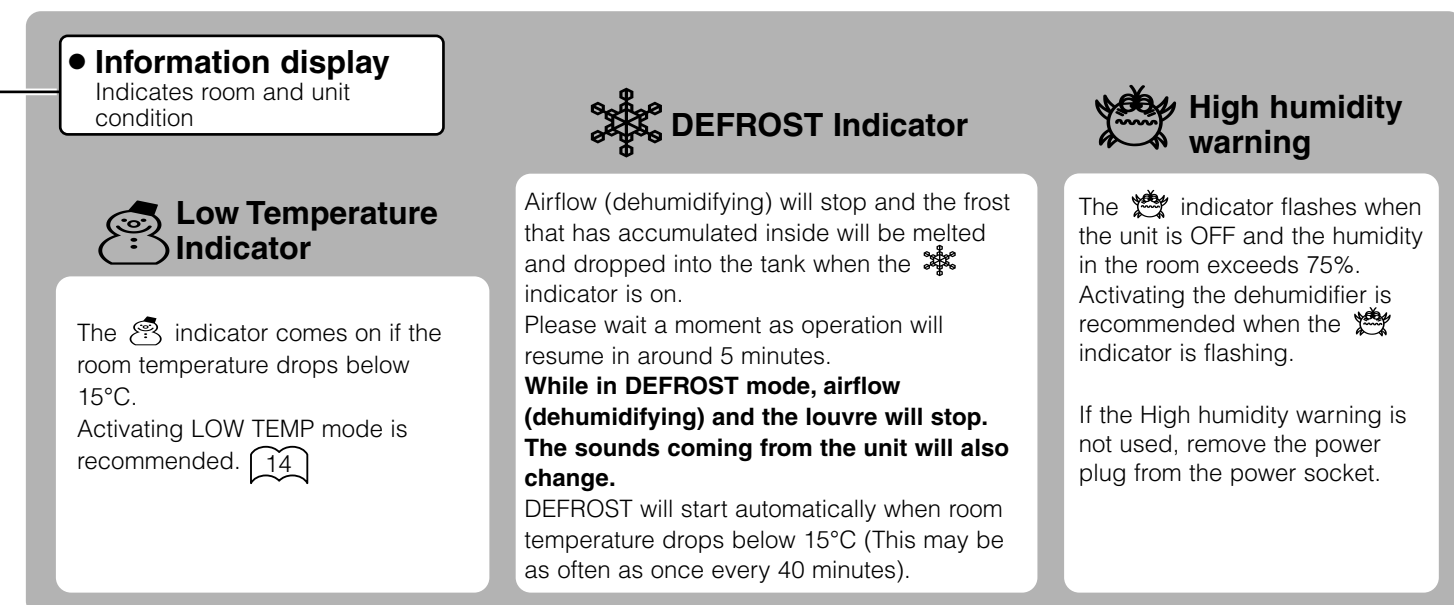 ● Information display
Indicates room and unit
condition
Low Temperature
Indicator
The indicator comes on if the
room temperature drops below
15°C.
Activating LOW TEMP mode is
recommended. 14
DEFROST Indicator
Airflow (dehumidifying) will stop and the frost
that has accumulated inside will be melted
and dropped into the tank when the
indicator is on.
Please wait a moment as operation will
resume in around 5 minutes.
While in DEFROST mode, airflow
(dehumidifying) and the louvre will stop.
The sounds coming from the unit will also
change.
DEFROST will start automatically when room
temperature drops below 15°C (This may be
as often as once every 40 minutes).
High humidity
warning
The indicator flashes when
the unit is OFF and the humidity
in the room exceeds 75%.
Activating the dehumidifier is
recommended when the
indicator is flashing.
If the High humidity warning is
not used, remove the power
plug from the power socket.